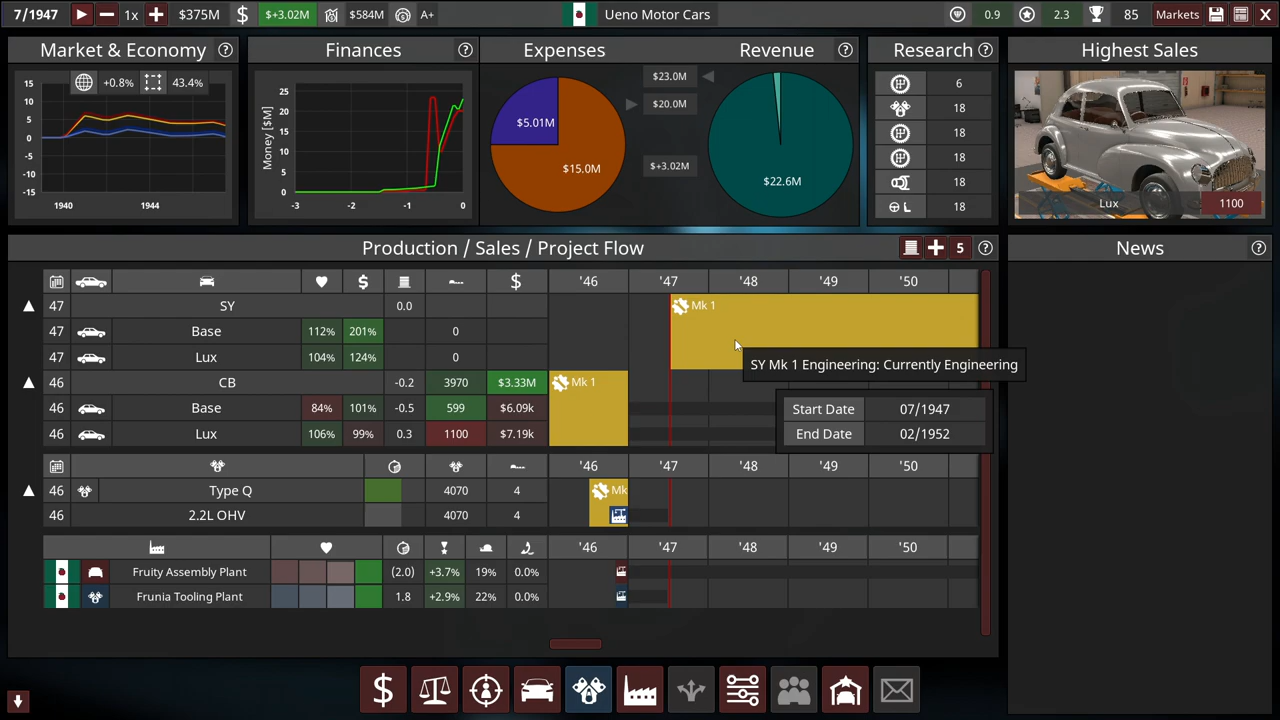 7/1947 1x $375M $ $+3.02M $584M A+ Ueno Motor Cars 0.9 2.3 85 Markets
Market & Economy ? Finances ? Expenses Revenue ? Research ? Highest Sales
+0.8% 43.4%
15
10
5
0
-5
-10
-15
1940 1944
Money [$M]
25
20
15
10
5
0
-3 -2 -1 0
$5.01M
$15.0M
$23.0M
$20.0M
$+3.02M
$22.6M
6
18
18
18
18
L 18
Lux 1100
Production / Sales / Project Flow 5 ?
News ?
$ $ '46 '47 '48 '49 '50
47 SY 0.0 Mk 1
47 Base 112% 201% 0
47 Lux 104% 124% 0
SY Mk 1 Engineering: Currently Engineering
46 CB -0.2 3970 $3.33M Mk 1
46 Base 84% 101% -0.5 599 $6.09k
Start Date 07/1947
46 Lux 106% 99% 0.3 1100 $7.19k
End Date 02/1952
'46 '47 '48 '49 '50
46 Type Q 4070 4 Mk
46 2.2L OHV 4070 4
'46 '47 '48 '49 '50
Fruity Assembly Plant (2.0) +3.7% 19% 0.0%
Frunia Tooling Plant 1.8 +2.9% 22% 0.0%
$